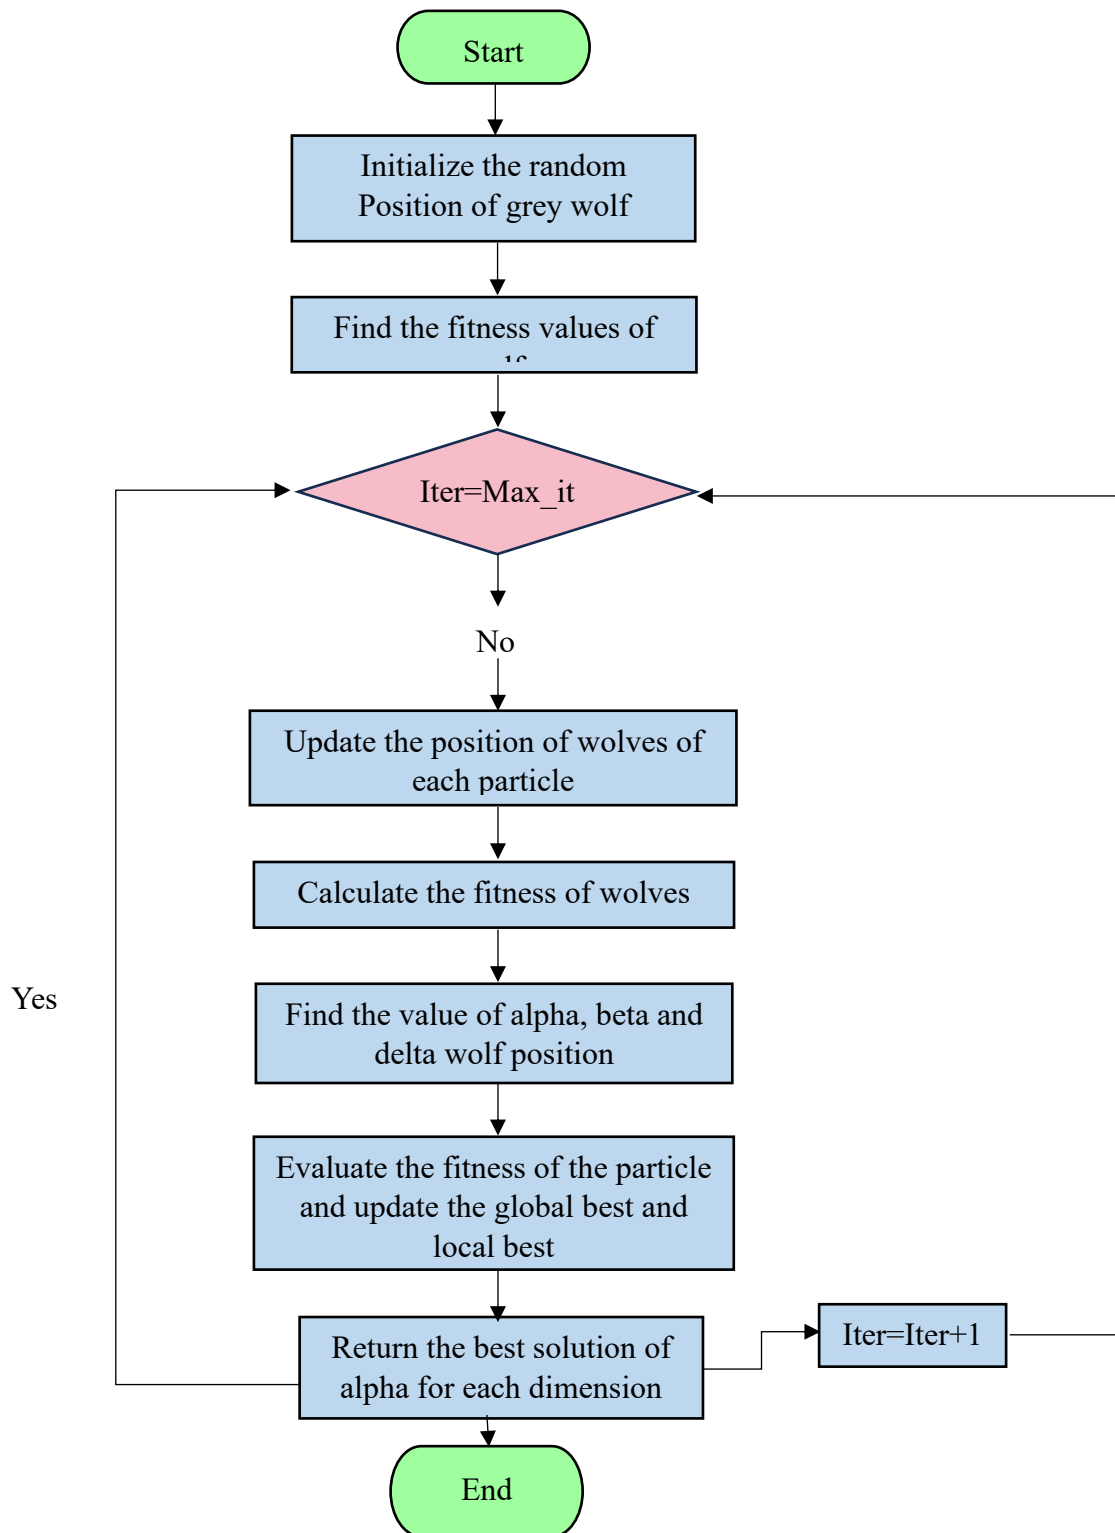 Start
Initialize the random
Position of grey wolf
Find the fitness values of
Iter=Max_it
No
Update the position of wolves of
each particle
Calculate the fitness of wolves
Yes
Find the value of alpha, beta and
delta wolf position
Evaluate the fitness of the particle
and update the global best and
local best
Return the best solution of
alpha for each dimension
Iter=Iter+1
End